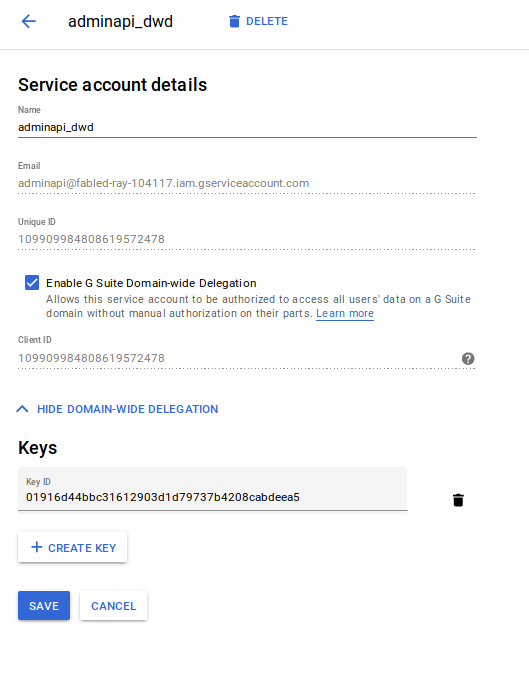 adminapi_dwd
DELETE
Service account details
Name
adminapi_dwd
Email
adminapi@fabled-ray-104117.iam.gserviceaccount.com
Unique ID
109909984808619572478
Enable G Suite Domain-wide Delegation
Allows this service account to be authorized to access all users' data on a G Suite
domain without manual authorization on their parts. Learn more
Client ID
109909984808619572478
HIDE DOMAIN-WIDE DELEGATION
Keys
Key ID
01916d44bbc31612903d1d79737b4208cabdeea5
CREATE KEY
SAVE
CANCEL